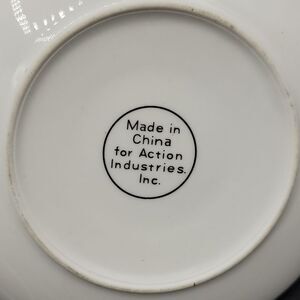 Made in
China
for Action
Industries.
Inc.